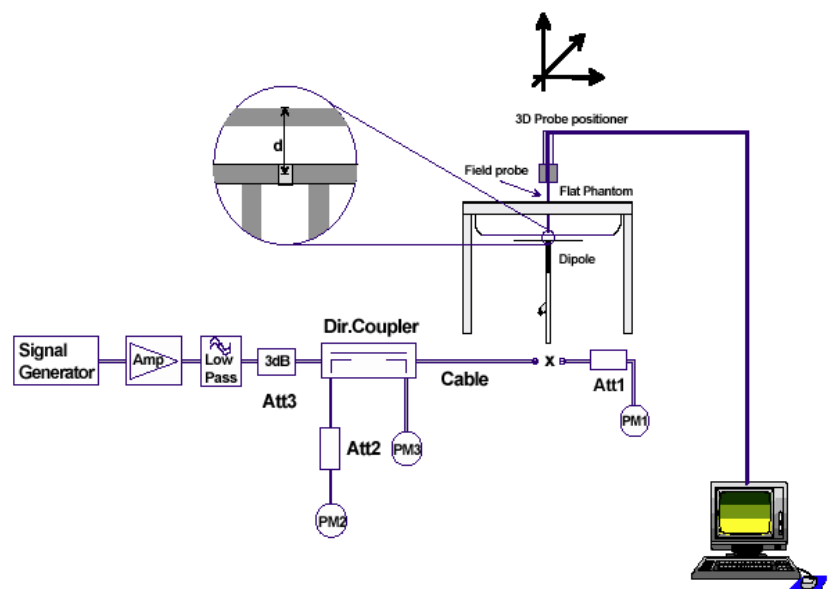 3D Probe positioner
d
Field probe
Flat Phantom
Dipole
Dir.Coupler
Signal
Generator
Amp
Low
Pass
3dB
Cable
x
Att1
Att3
PM1
Att2
PM3
PM2